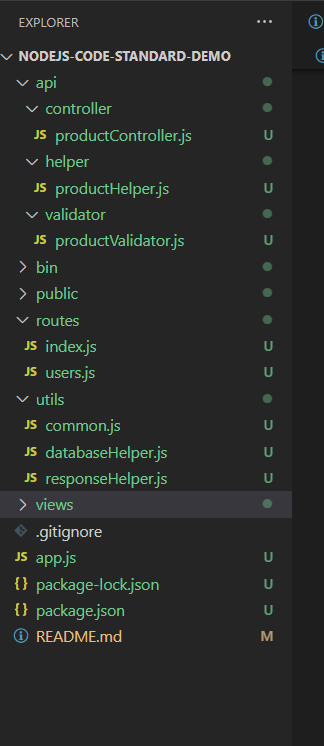 EXPLORER ...
NODEJS-CODE-STANDARD-DEMO
api
controller
JS productController.js U
helper
JS productHelper.js U
validator
JS productValidator.js U
bin
public
routes
JS index.js U
JS users.js U
utils
JS common.js U
JS databaseHelper.js U
JS responseHelper.js U
views
.gitignore
JS app.js U
{} package-lock.json U
{} package.json U
README.md M